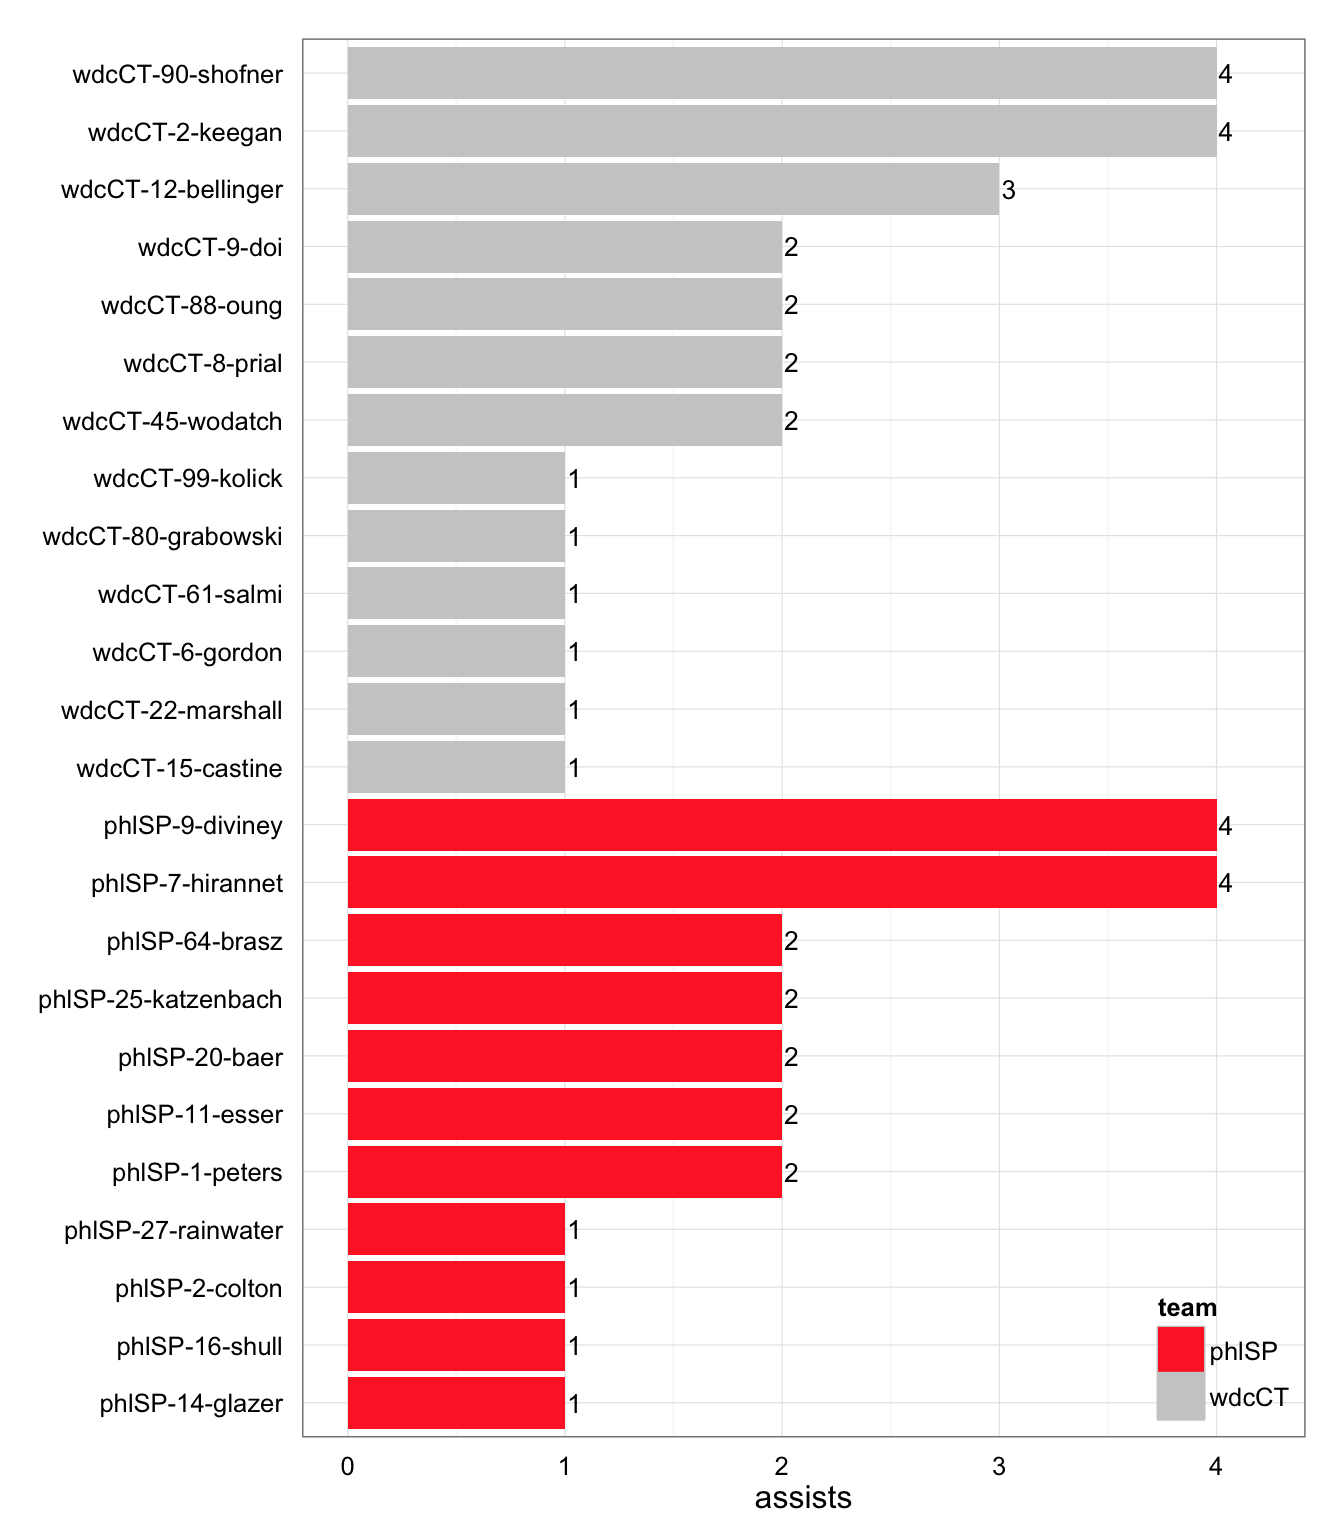 wdcCT-90-shofner 4
wdcCT-2-keegan 4
wdcCT-12-bellinger 3
wdcCT-9-doi 2
wdcCT-88-oung 2
wdcCT-8-prial 2
wdcCT-45-wodatch 2
wdcCT-99-kolick 1
wdcCT-80-grabowski 1
wdcCT-61-salmi 1
wdcCT-6-gordon 1
wdcCT-22-marshall 1
wdcCT-15-castine 1
phlSP-9-diviney 4
phlSP-7-hirannet 4
phlSP-64-brasz 2
phlSP-25-katzenbach 2
phlSP-20-baer 2
phlSP-11-esser 2
phlSP-1-peters 2
phlSP-27-rainwater 1
phlSP-2-colton 1
phlSP-16-shull 1
phlSP-14-glazer 1
team
phlSP
wdcCT
0 1 2 3 4
assists